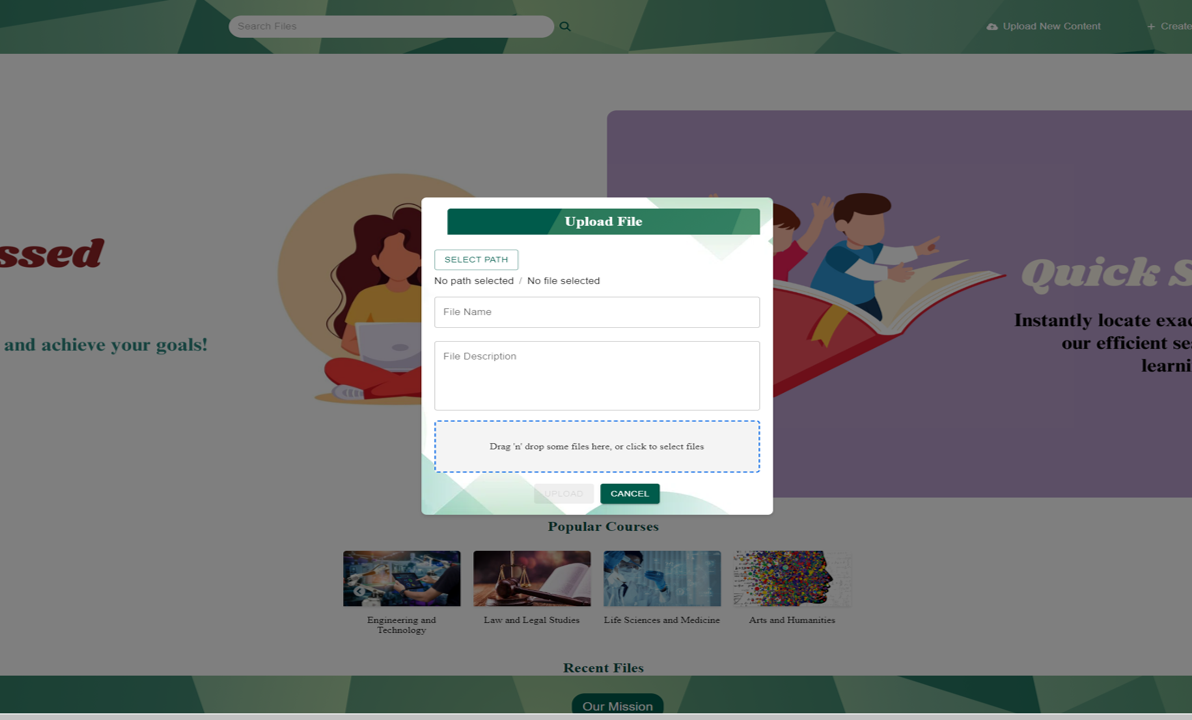 Search Files
Upload New Content
+ Create
Upload File
SELECT PATH
No path selected / No file selected
File Name
File Description
Drag 'n' drop some files here, or click to select files
UPLOAD CANCEL
ssed
and achieve your goals!
Quick S
Instantly locate exac
our efficient se
learni
Popular Courses
Engineering and
Technology
Law and Legal Studies
Life Sciences and Medicine
Arts and Humanities
Recent Files
Our Mission